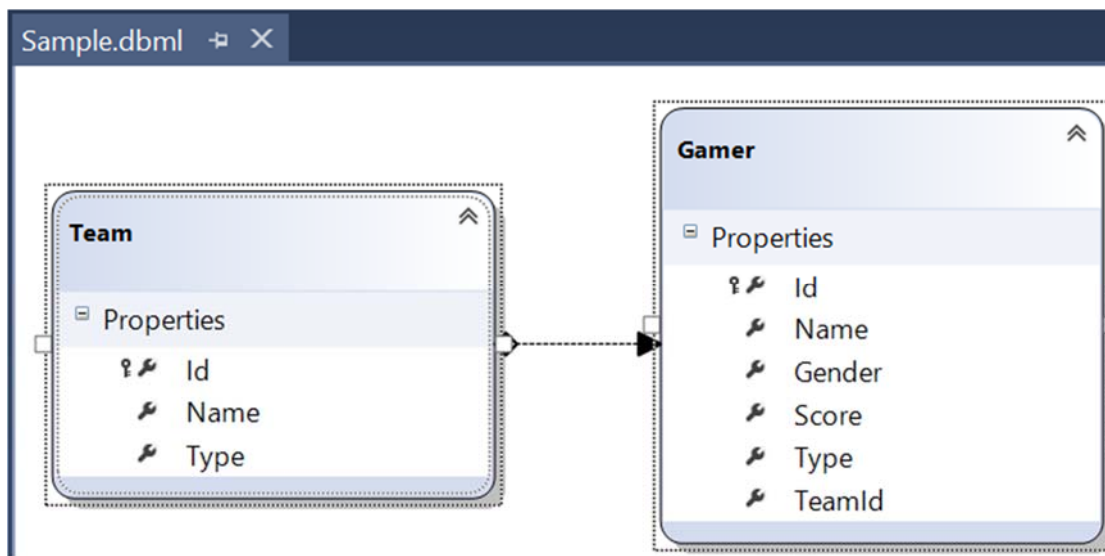 Sample.dbml
Team
Properties
Id
Name
Type
Gamer
Properties
Id
Name
Gender
Score
Type
TeamId